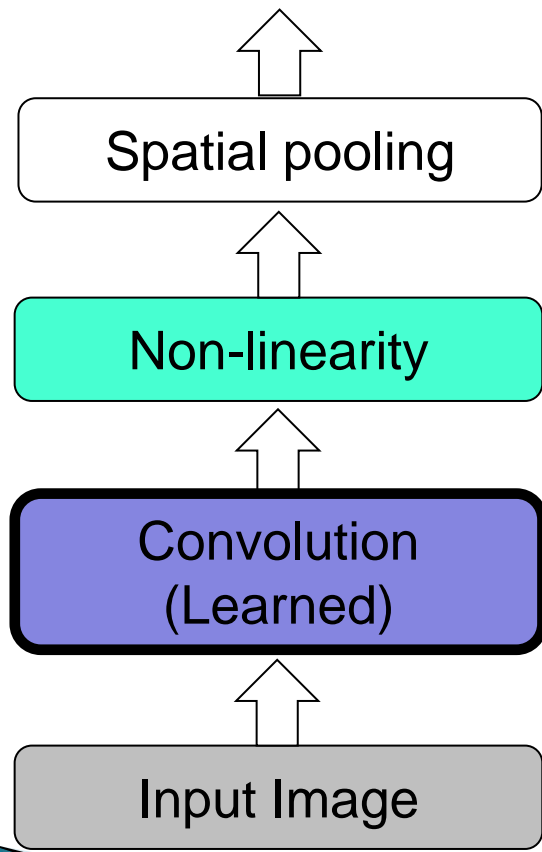 Spatial pooling
Non-linearity
Convolution
(Learned)
Input Image